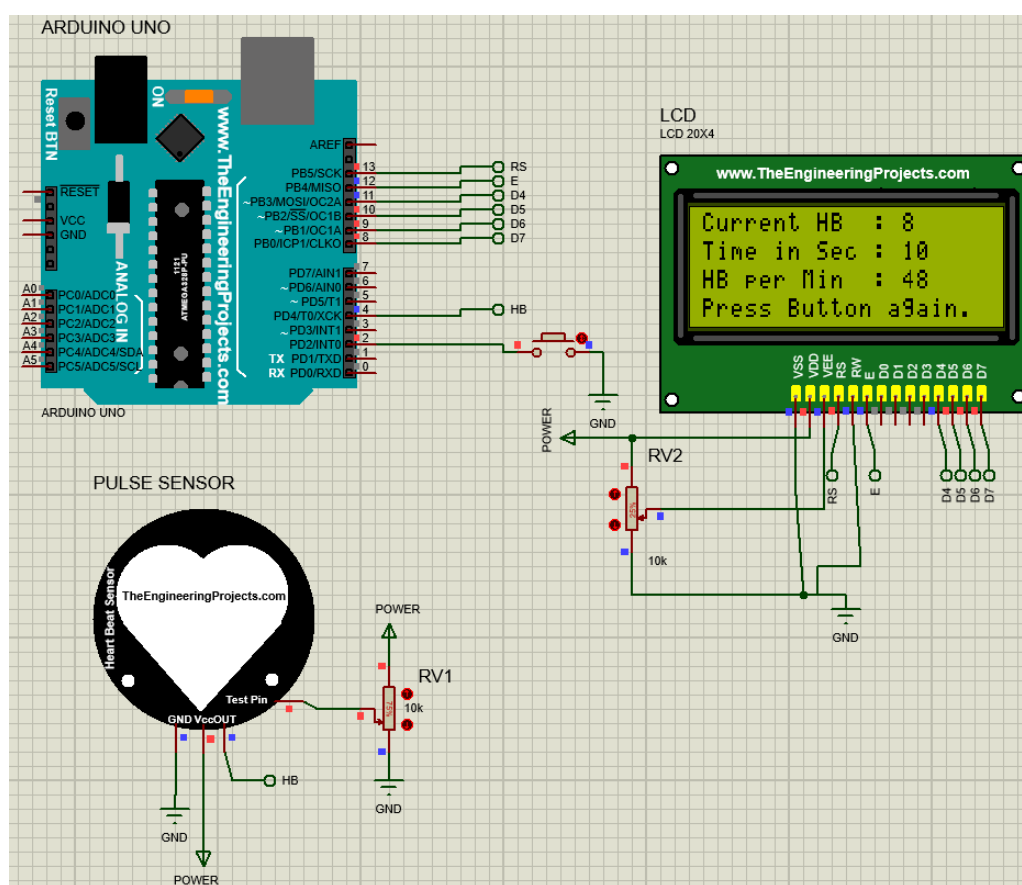 ARDUINO UNO
Reset BTN
ON
www.TheEngineeringProjects.com
ANALOG IN
1121
ATMEGA328P-PU
RESET
VCC
GND
A0
A1
A2
A3
A4
A5
PC0/ADC0
PC1/ADC1
PC2/ADC2
PC3/ADC3
PC4/ADC4/SDA
PC5/ADC5/SCL
AREF
PB5/SCK 13
PB4/MISO 12
~PB3/MOSI/OC2A 11
~PB2/SS/OC1B 10
~PB1/OC1A 9
PB0/ICP1/CLKO 8
PD7/AIN1 7
~PD6/AIN0 6
~PD5/T1 5
PD4/T0/XCK 4
~PD3/INT1 3
PD2/INT0 2
TX PD1/TXD 1
RX PD0/RXD 0
ARDUINO UNO
RS
E
D4
D5
D6
D7
HB
GND
LCD
LCD 20X4
www.TheEngineeringProjects.com
Current HB : 8
Time in Sec : 10
HB per Min : 48
Press Button again.
VSS
VDD
VEE
RS
RW
E
D0
D1
D2
D3
D4
D5
D6
D7
RS
E
D4
D5
D6
D7
POWER
RV2
25%
10k
GND
PULSE SENSOR
Heart Beat Sensor
TheEngineeringProjects.com
Test Pin
GND Vcc OUT
HB
GND
POWER
POWER
RV1
75%
10k
GND